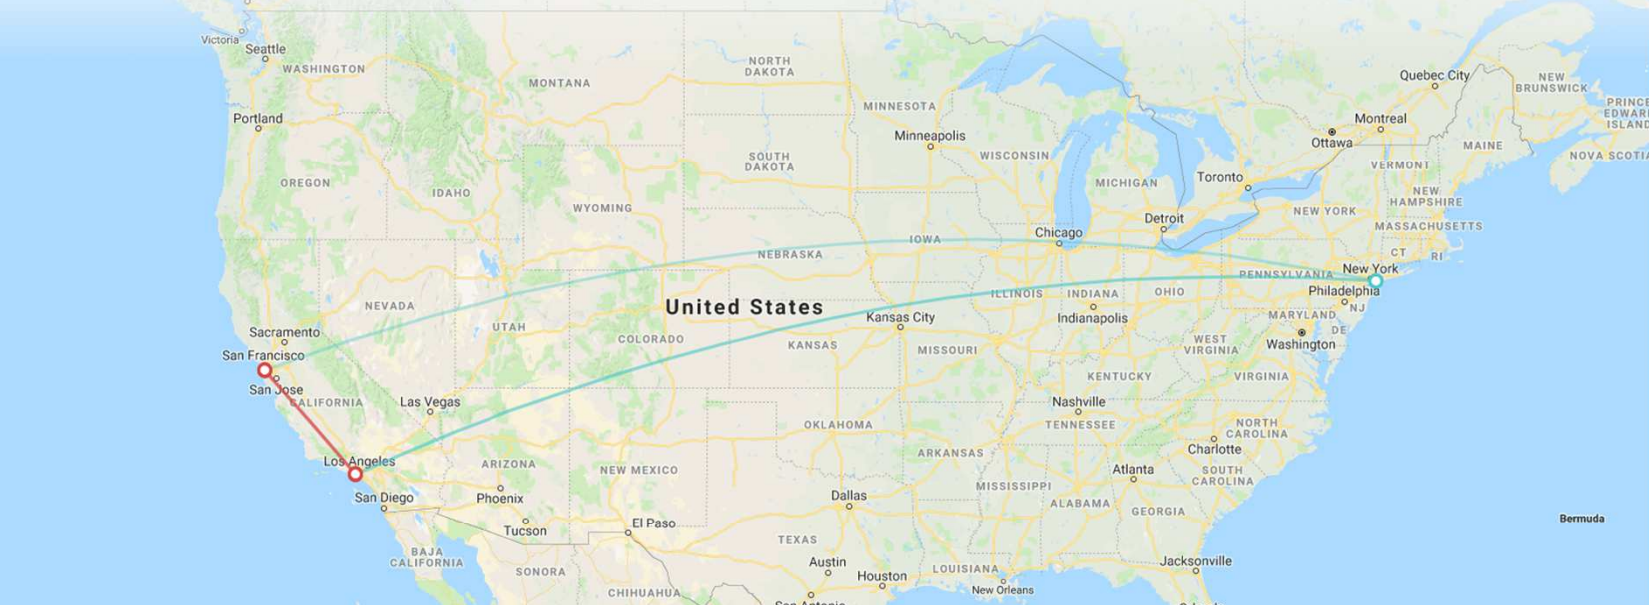 Victoria
Seattle
WASHINGTON
MONTANA
NORTH
DAKOTA
Quebec City
NEW
BRUNSWICK
PRINCE
EDWAR
ISLAN
Portland
MINNESOTA
Minneapolis
Montreal
Ottawa
MAINE
NOVA SCOTI
OREGON
IDAHO
WYOMING
SOUTH
DAKOTA
WISCONSIN
MICHIGAN
Toronto
VERMONT
NEW
HAMPSHIRE
NEW YORK
MASSACHUSETTS
Detroit
Chicago
IOWA
NEBRASKA
CT
RI
New York
PENNSYLVANIA
Philadelphia
NJ
NEVADA
UTAH
United States
ILLINOIS
INDIANA
OHIO
Indianapolis
Kansas City
MARYLAND
DE
Washington
Sacramento
San Francisco
San Jose
CALIFORNIA
COLORADO
KANSAS
MISSOURI
WEST
VIRGINIA
KENTUCKY
VIRGINIA
Las Vegas
Nashville
TENNESSEE
OKLAHOMA
NORTH
CAROLINA
Charlotte
Los Angeles
ARIZONA
NEW MEXICO
ARKANSAS
Atlanta
SOUTH
CAROLINA
San Diego
Phoenix
Dallas
MISSISSIPPI
ALABAMA
GEORGIA
Tucson
El Paso
Bermuda
TEXAS
BAJA
CALIFORNIA
SONORA
CHIHUAHUA
Austin
Houston
LOUISIANA
New Orleans
Jacksonville